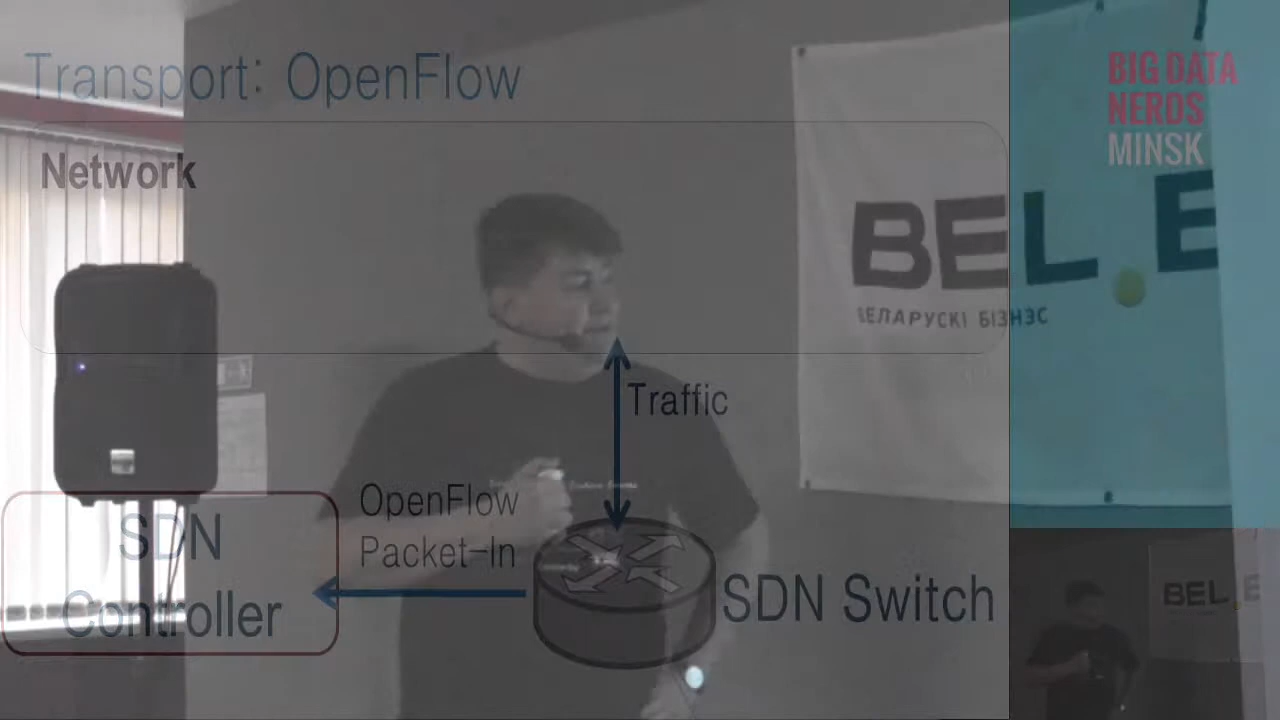 Transport: OpenFlow
BIG DATA
NERDS
MINSK
Network
BEL
E
БЕЛАРУСКІ БІЗНЭС
Traffic
OpenFlow
Packet-In
SDN
Controller
SDN Switch
BEL
E